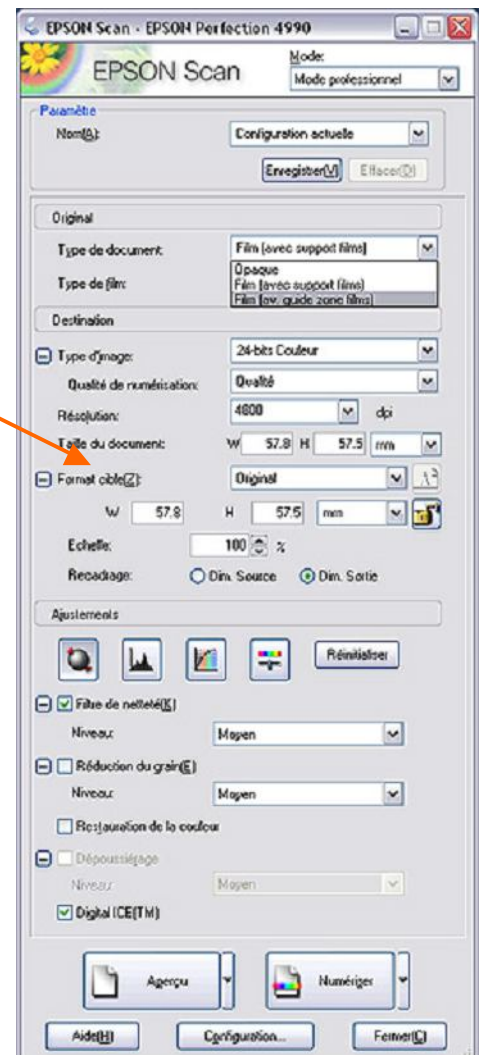 EPSON Scan - EPSON Perfection 4990
EPSON Scan
Mode:
Mode professionnel
Paramètre
Nom(A):
Configuration actuelle
Enregistrer(V)
Effacer(D)
Original
Type de document:
Film (avec support films)
Opaque
Type de film:
Film (avec support films)
Film (av. guide zone films)
Destination
Type d'image:
24-bits Couleur
Qualité de numérisation:
Qualité
Résolution:
4800
dpi
Taille du document:
W 57.8 H 57.5 mm
Format cible(Z):
Original
W 57.8 H 57.5 mm
Echelle:
100 %
Recadrage:
Dim. Source
Dim. Sortie
Ajustements
Réinitialiser
Filtre de netteté(K)
Niveau:
Moyen
Réduction du grain(E)
Niveau:
Moyen
Restauration de la couleur
Dépoussiérage
Niveau:
Moyen
Digital ICE(TM)
Aperçu
Numériser
Aide(H)
Configuration...
Fermer(C)